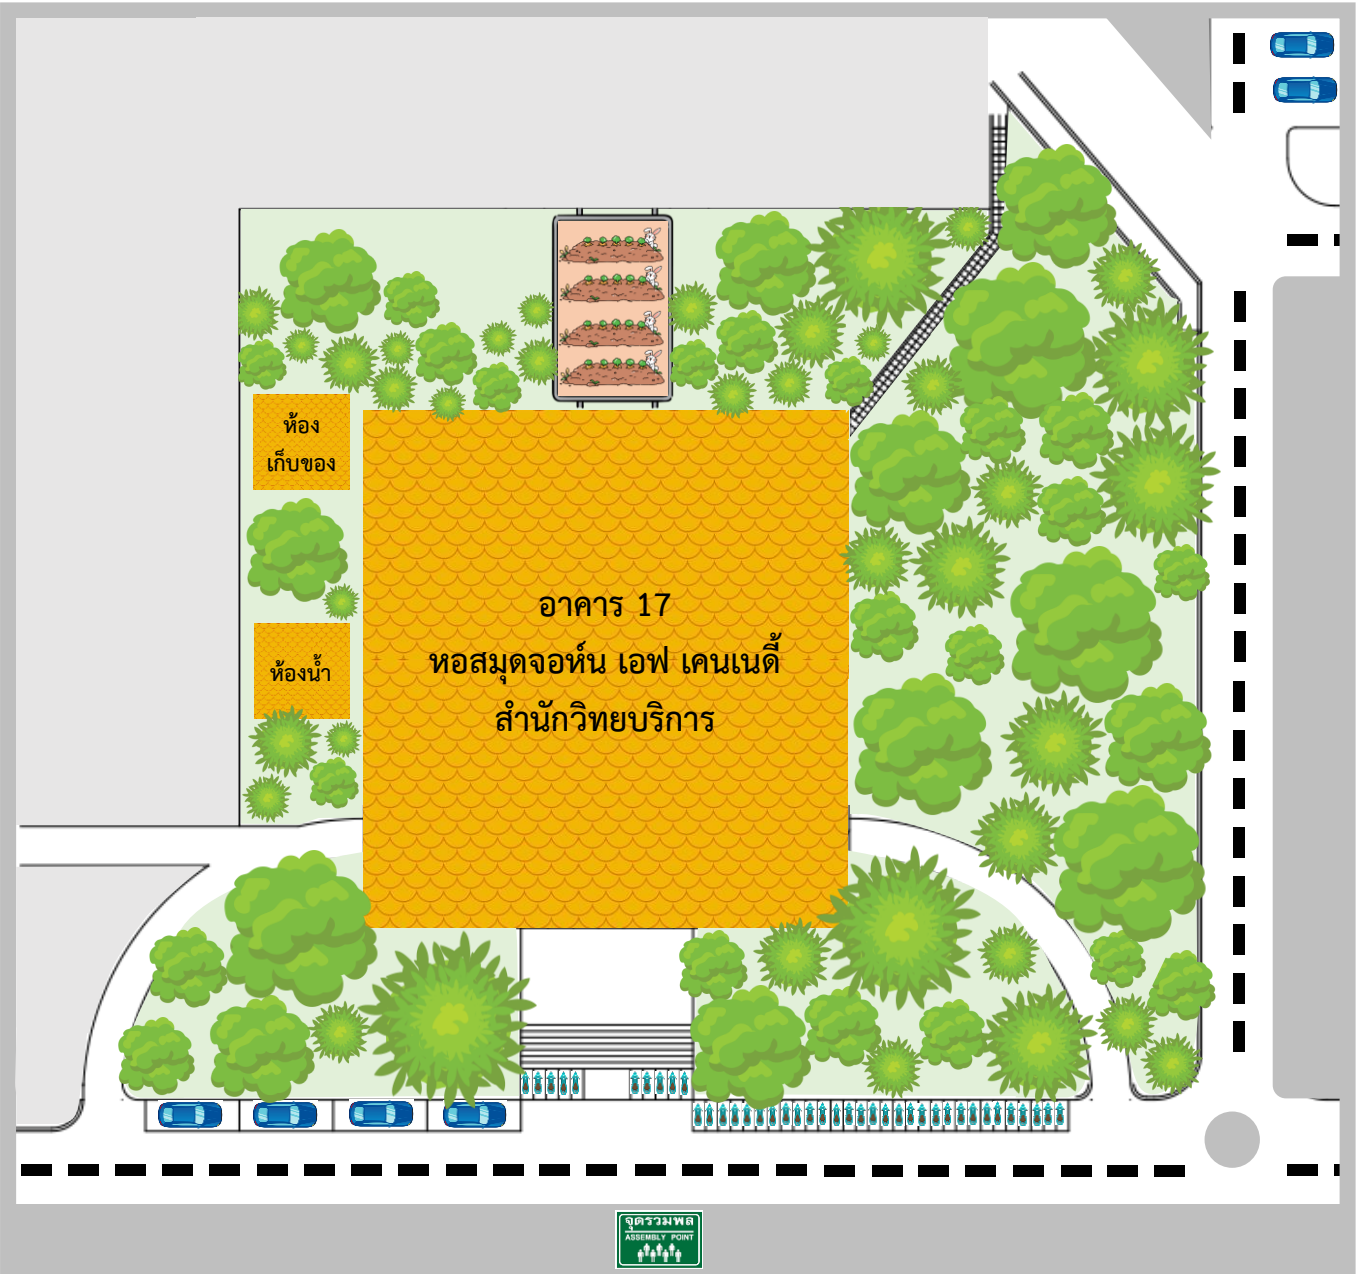 ห้อง
เก็บของ
อาคาร 17
หอสมุดจอห์น เอฟ เคนเนดี้
สำนักวิทยบริการ
ห้องน้ำ
จุดรวมพล
ASSEMBLY POINT